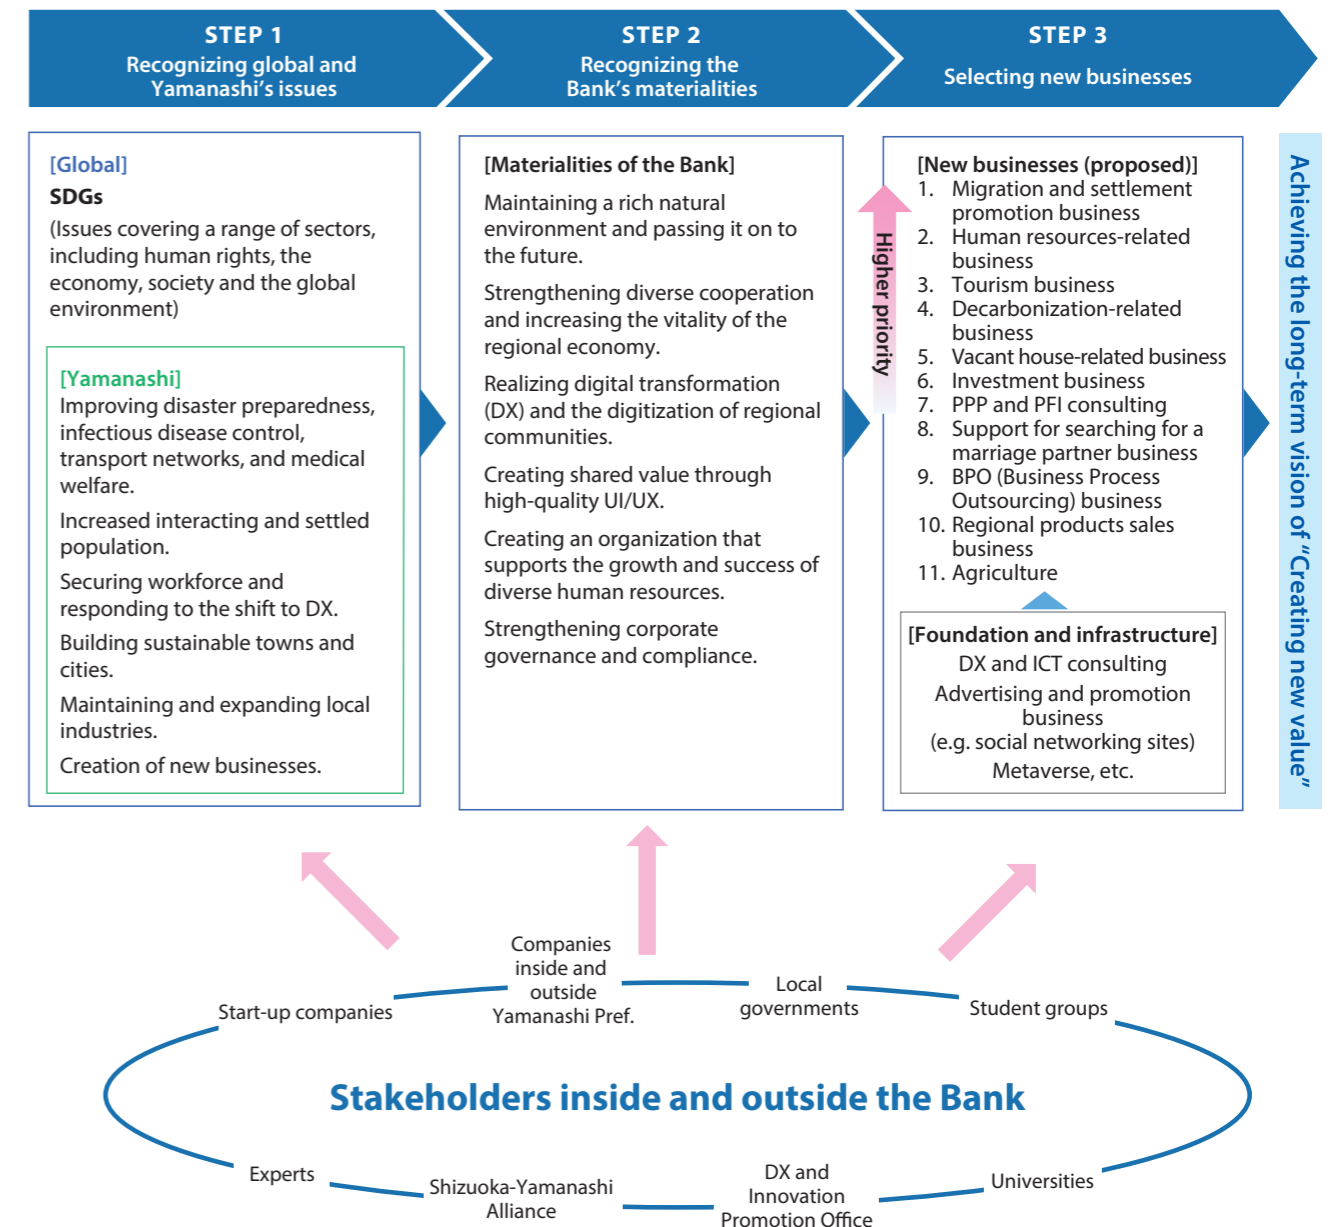 STEP 1
Recognizing global and
Yamanashi's issues
STEP 2
Recognizing the
Bank's materialities
STEP 3
Selecting new businesses
[Global]
SDGs
(Issues covering a range of sectors,
including human rights, the
economy, society and the global
environment)
[Yamanashi]
Improving disaster preparedness,
infectious disease control,
transport networks, and medical
welfare.
Increased interacting and settled
population.
Securing workforce and
responding to the shift to DX.
Building sustainable towns and
cities.
Maintaining and expanding local
industries.
Creation of new businesses.
[Materialities of the Bank]
Maintaining a rich natural
environment and passing it on to
the future.
Strengthening diverse cooperation
and increasing the vitality of the
regional economy.
Realizing digital transformation
(DX) and the digitization of regional
communities.
Creating shared value through
high-quality UI/UX.
Creating an organization that
supports the growth and success of
diverse human resources.
Strengthening corporate
governance and compliance.
Higher priority
[New businesses (proposed)]
1. Migration and settlement
promotion business
2. Human resources-related
business
3. Tourism business
4. Decarbonization-related
business
5. Vacant house-related business
6. Investment business
7. PPP and PFI consulting
8. Support for searching for a
marriage partner business
9. BPO (Business Process
Outsourcing) business
10. Regional products sales
business
11. Agriculture
[Foundation and infrastructure]
DX and ICT consulting
Advertising and promotion
business
(e.g. social networking sites)
Metaverse, etc.
Achieving the long-term vision of "Creating new value"
Start-up companies
Companies
inside and
outside
Yamanashi Pref.
Local
governments
Student groups
Stakeholders inside and outside the Bank
Experts
Shizuoka-Yamanashi
Alliance
DX and
Innovation
Promotion Office
Universities